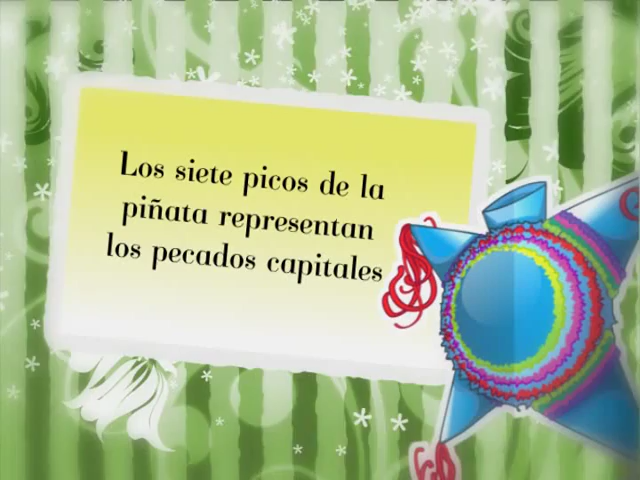 Los siete picos de la
piñata representan
los pecados capitales